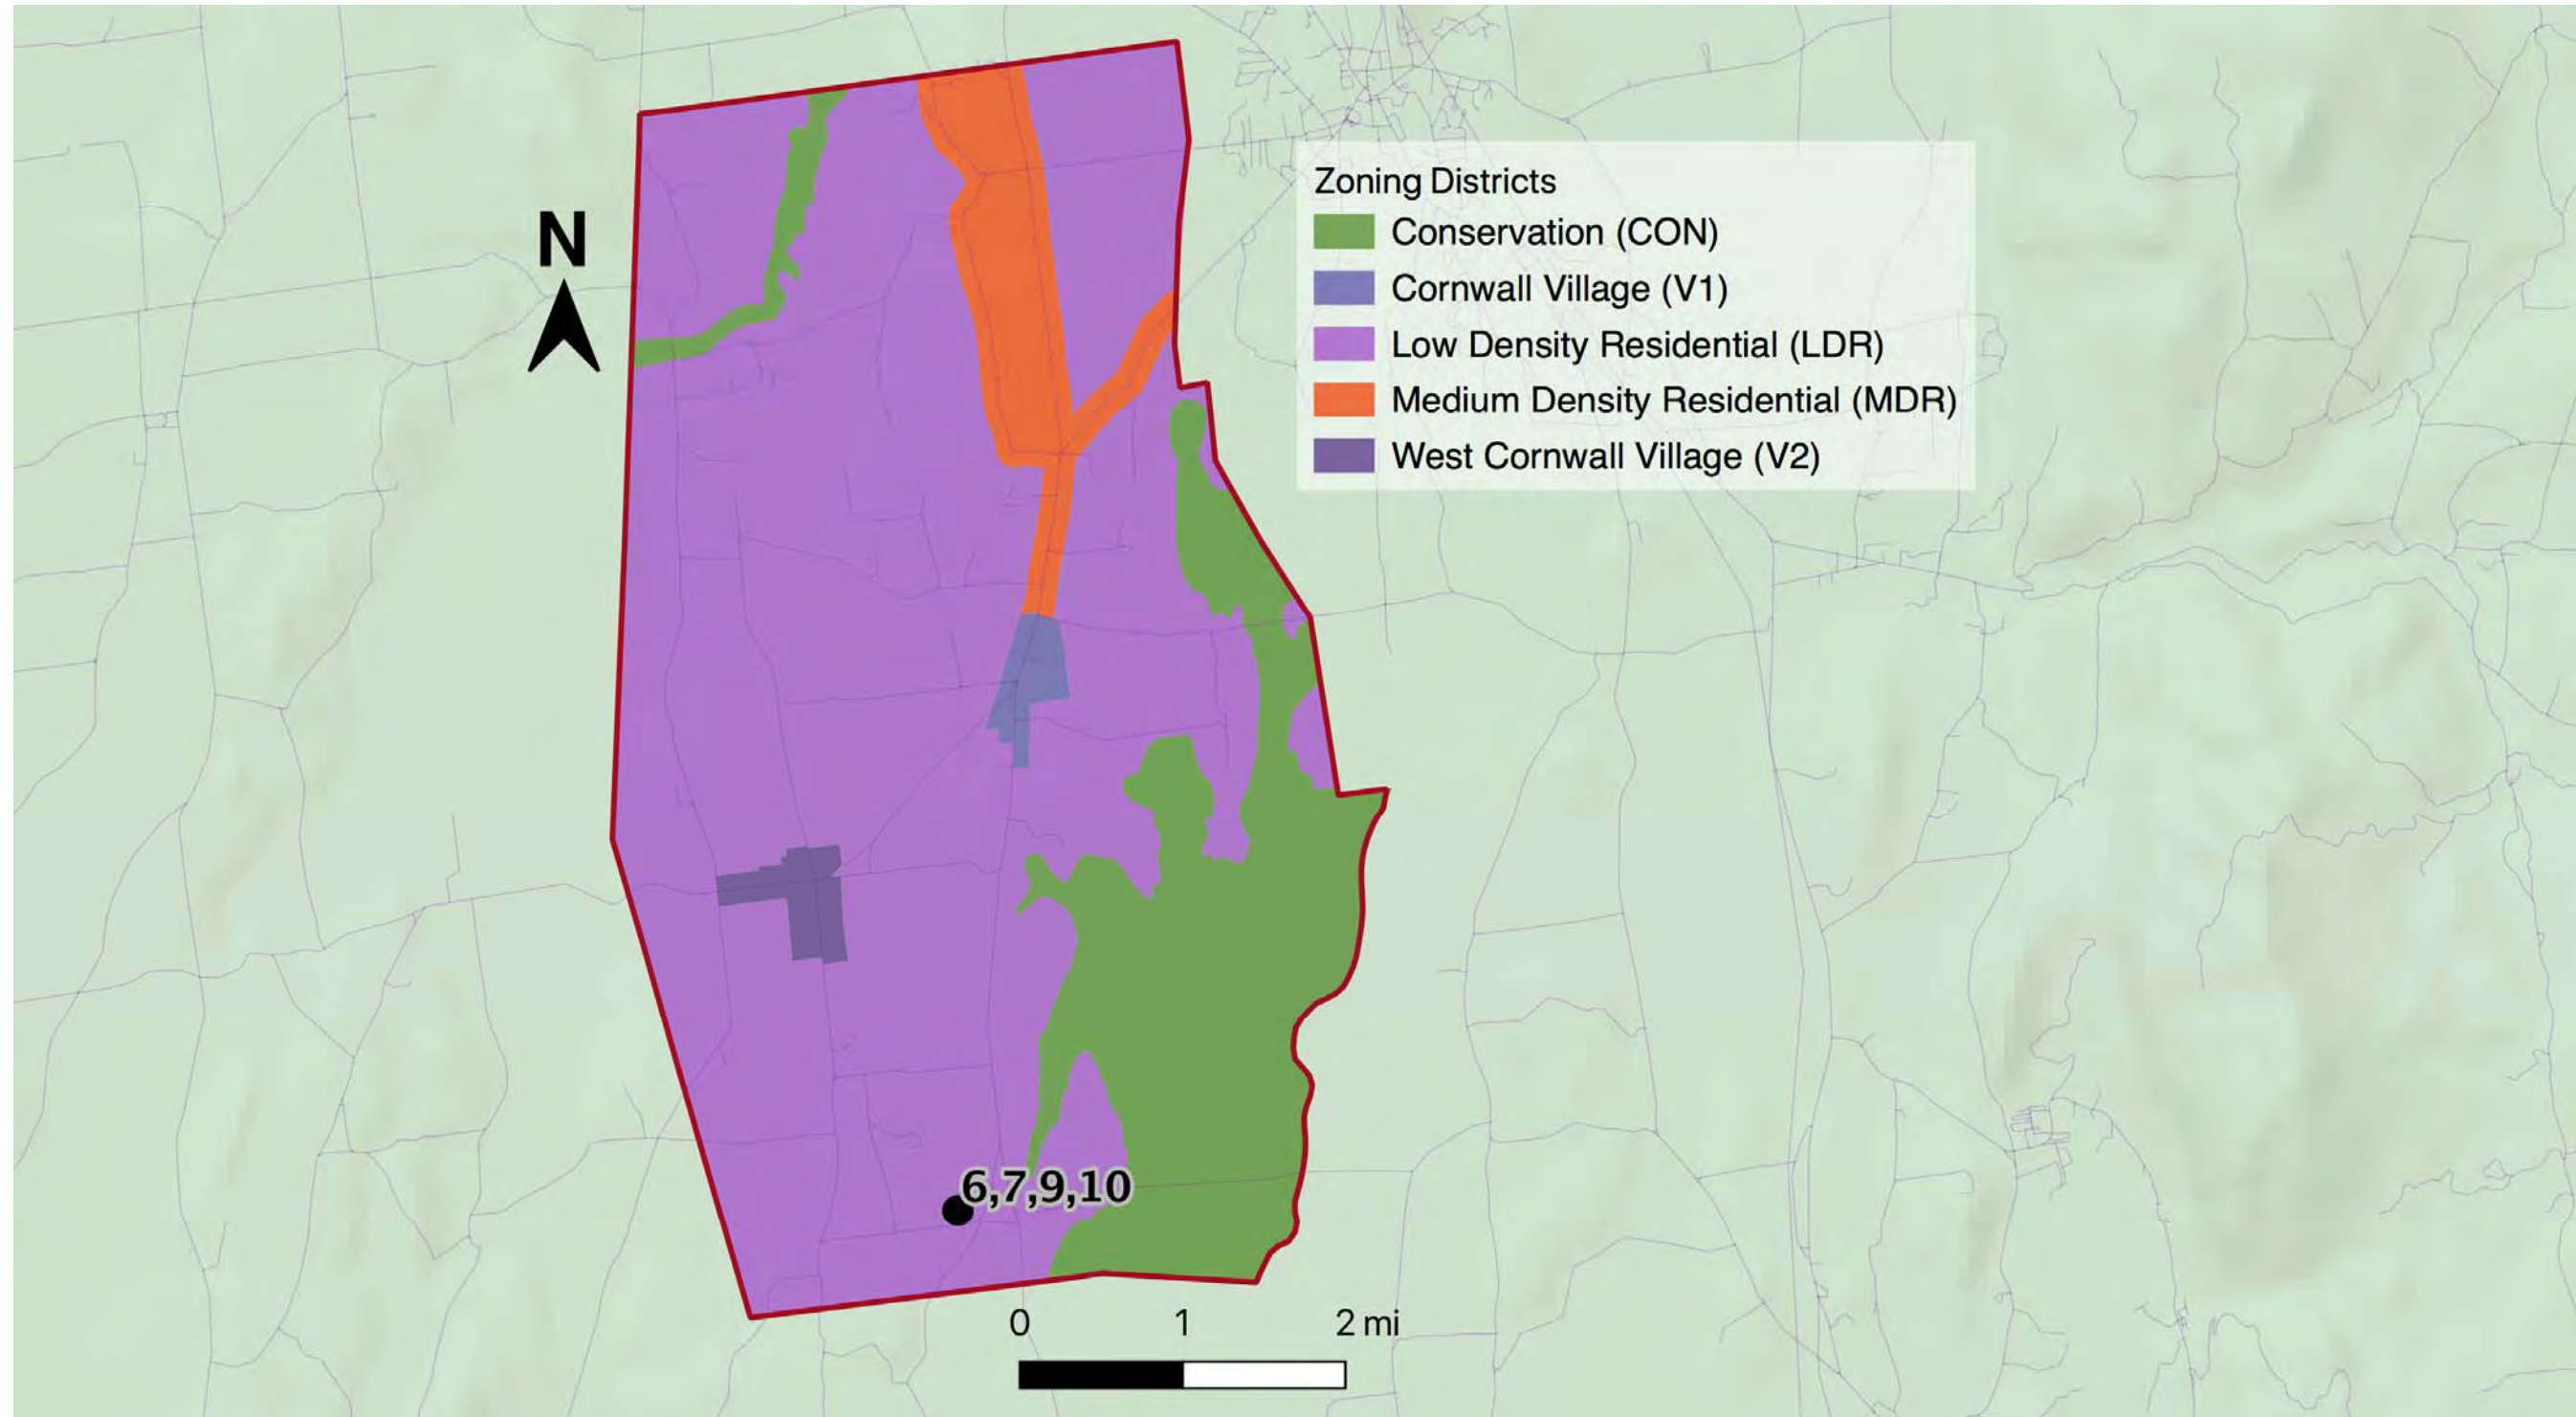 N
Zoning Districts
Conservation (CON)
Cornwall Village (V1)
Low Density Residential (LDR)
Medium Density Residential (MDR)
West Cornwall Village (V2)
6,7,9,10
0 1 2 mi